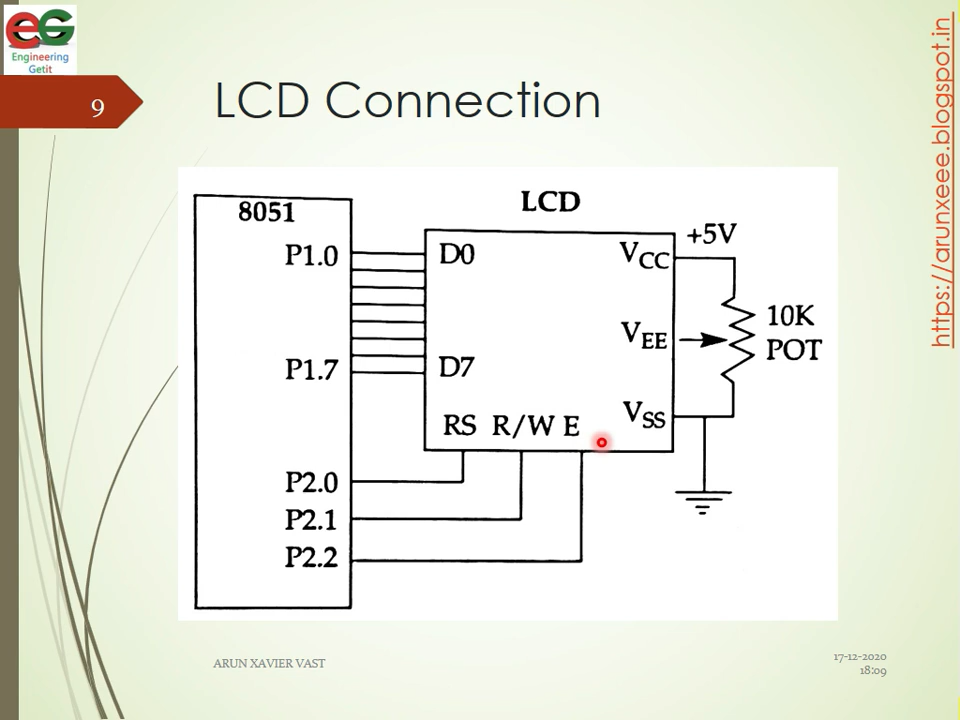 eG
Engineering
Getit
https://arunxeee.blogspot.in
9
LCD Connection
8051
LCD
P1.0
D0
VCC
+5V
VEE
10K
POT
P1.7
D7
VSS
RS R/W E
P2.0
P2.1
P2.2
ARUN XAVIER VAST
17-12-2020
18:09